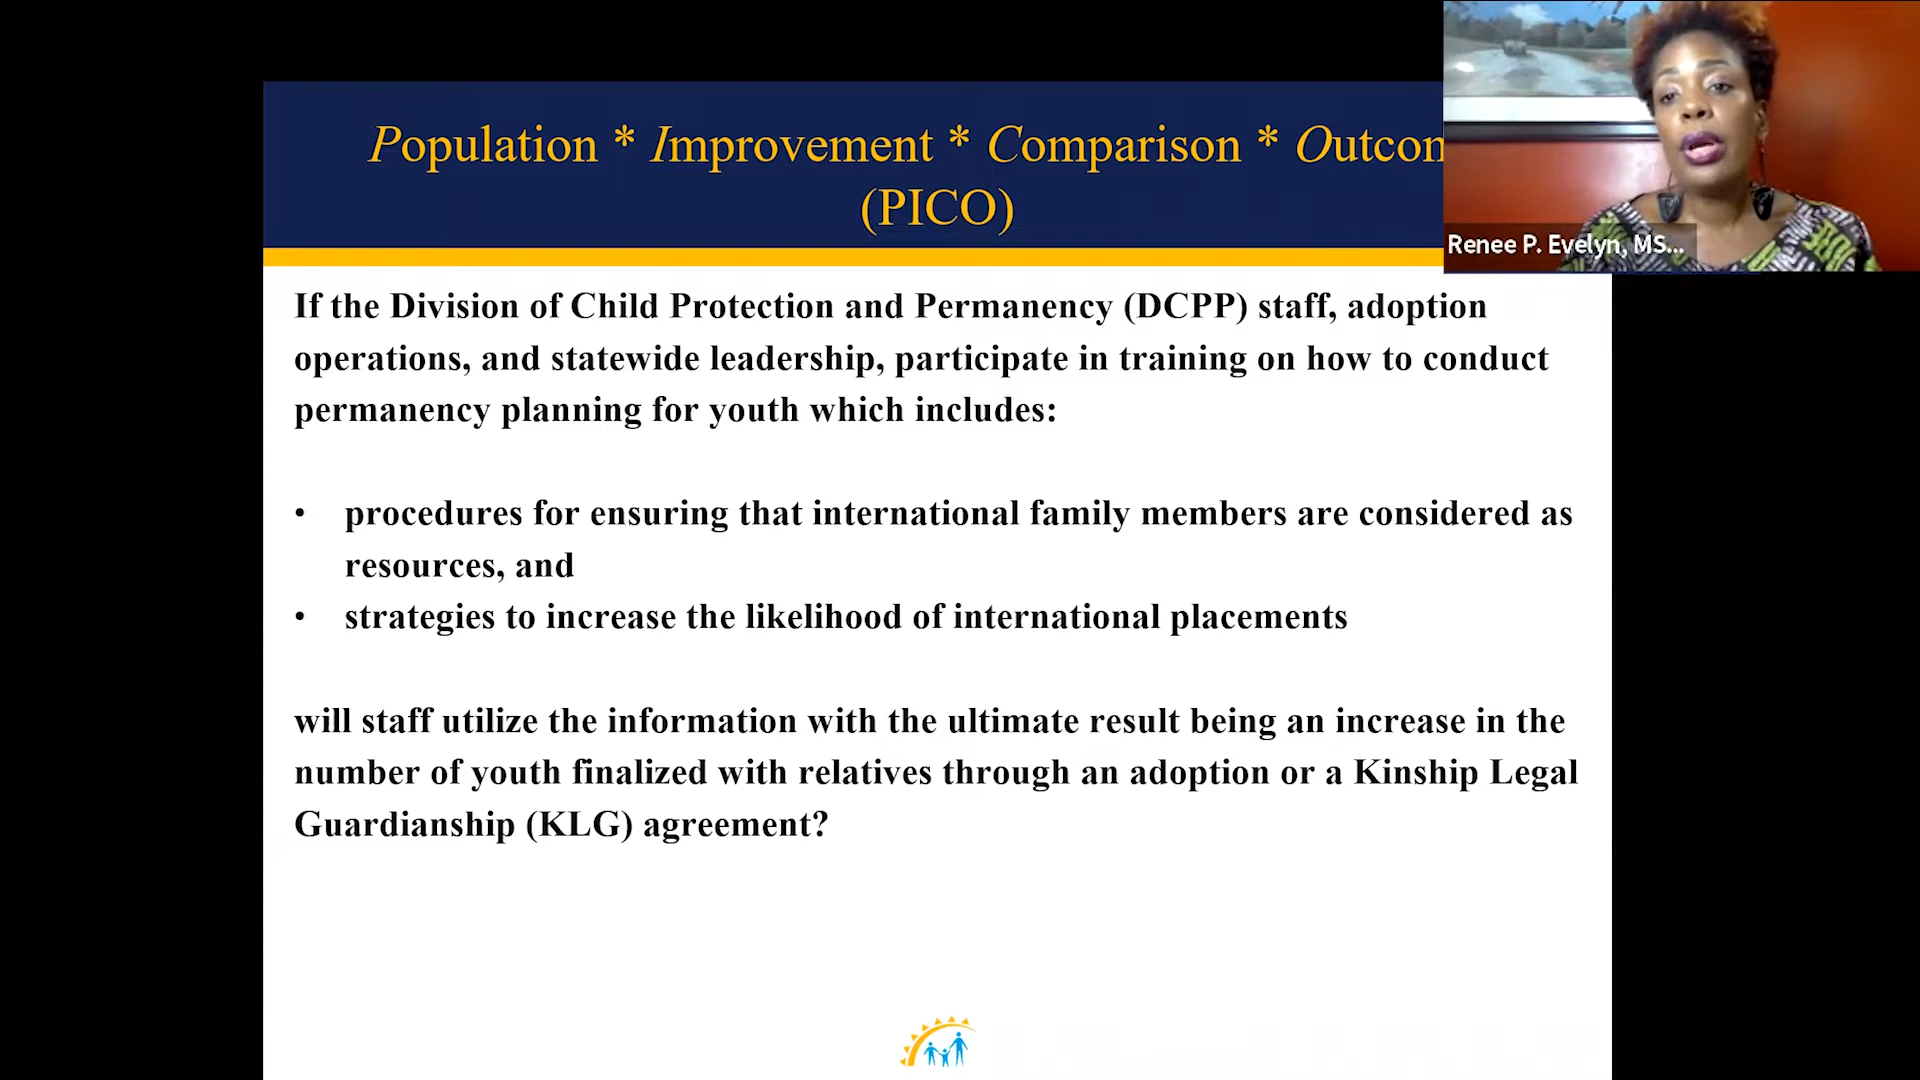 Population * Improvement * Comparison * Outcom
(PICO)
Renee P. Evelyn, MS...
If the Division of Child Protection and Permanency (DCPP) staff, adoption
operations, and statewide leadership, participate in training on how to conduct
permanency planning for youth which includes:
• procedures for ensuring that international family members are considered as
resources, and
• strategies to increase the likelihood of international placements
will staff utilize the information with the ultimate result being an increase in the
number of youth finalized with relatives through an adoption or a Kinship Legal
Guardianship (KLG) agreement?